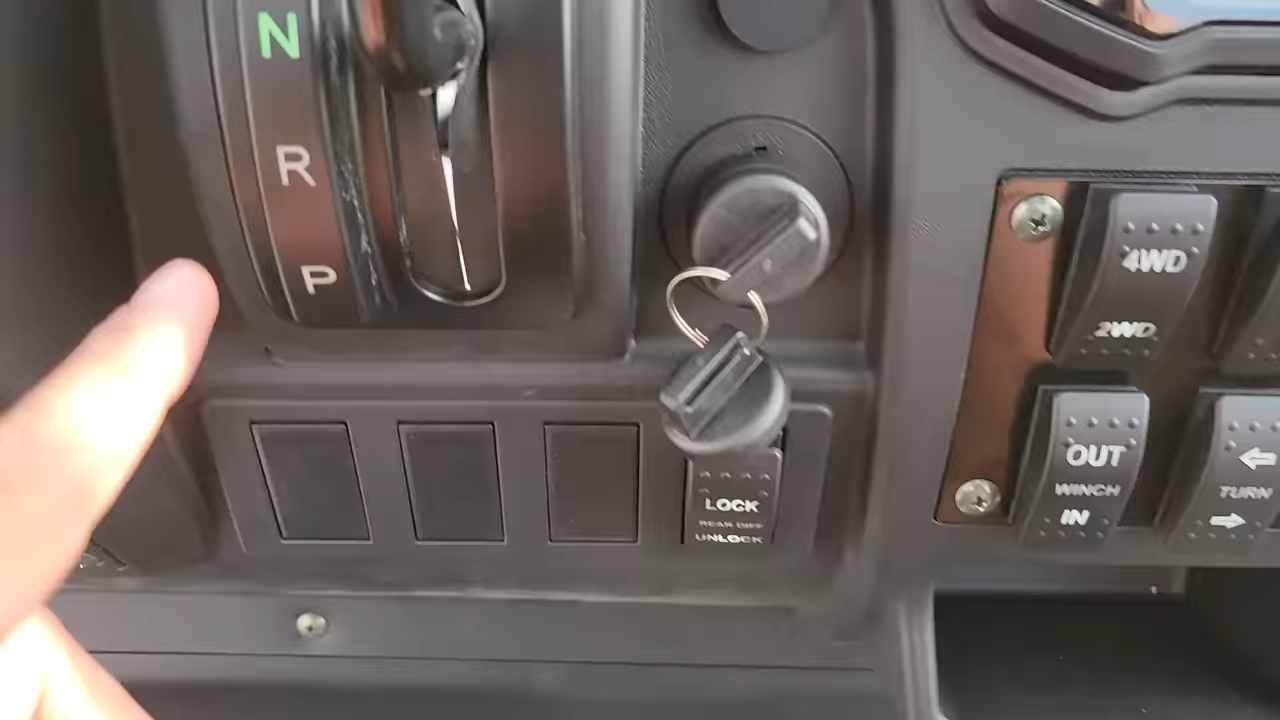 N
R
P
4WD
2WD
OUT
WINCH
IN
TURN
LOCK
REAR DIFF
UNLOCK